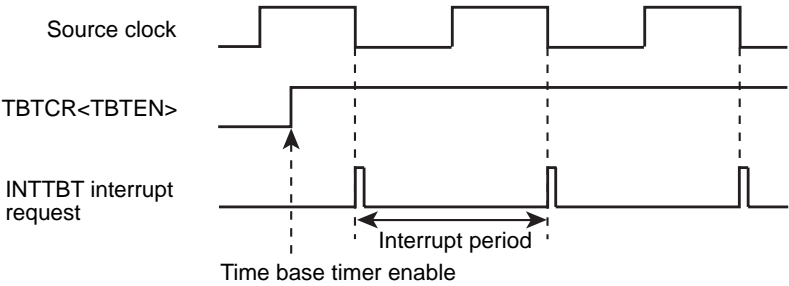 Source clock
TBTCR<TBTEN>
INTTBT interrupt
request
Interrupt period
Time base timer enable